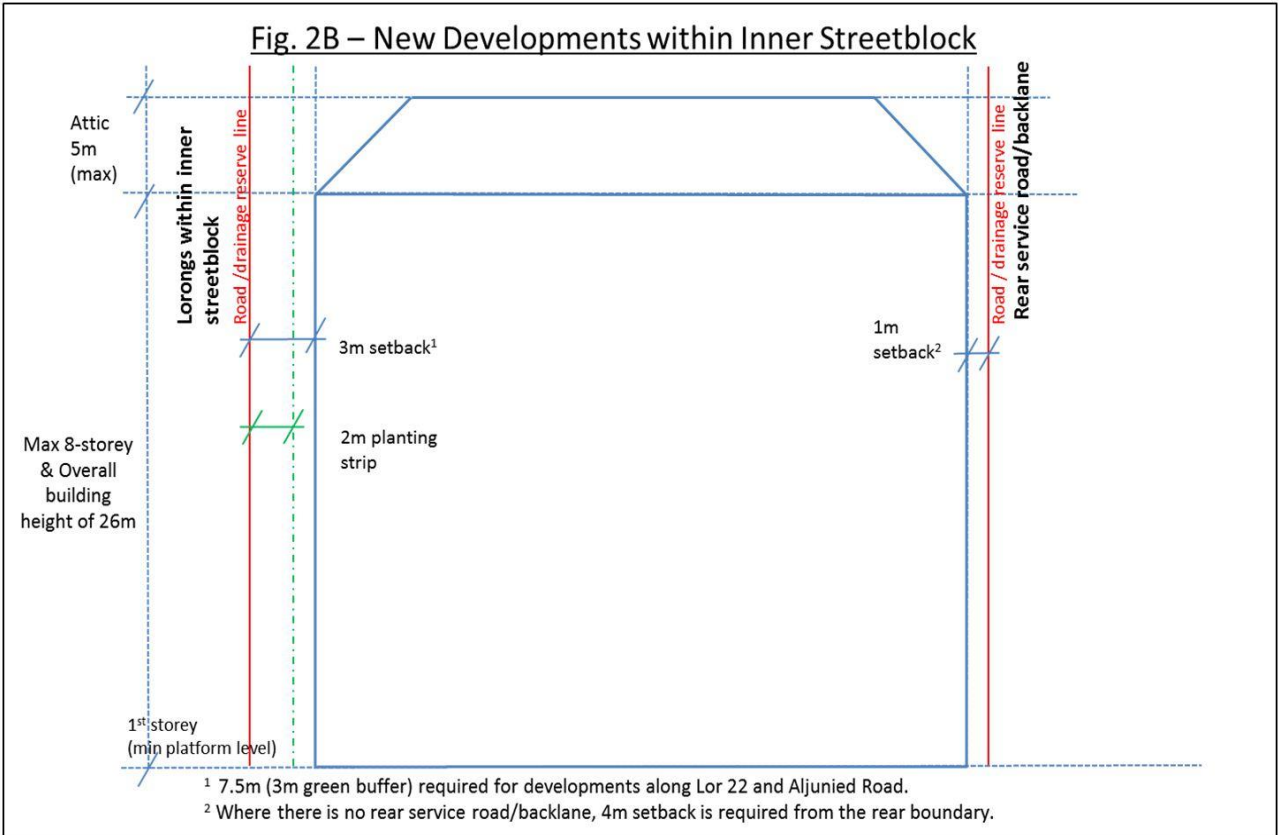 Fig. 2B – New Developments within Inner Streetblock
Attic
5m
(max)
Lorongs within inner
streetblock
Road /drainage reserve line
Road / drainage reserve line
Rear service road/backlane
3m setback¹
1m
setback²
2m planting
strip
Max 8-storey
& Overall
building
height of 26m
1st storey
(min platform level)
¹ 7.5m (3m green buffer) required for developments along Lor 22 and Aljunied Road.
² Where there is no rear service road/backlane, 4m setback is required from the rear boundary.